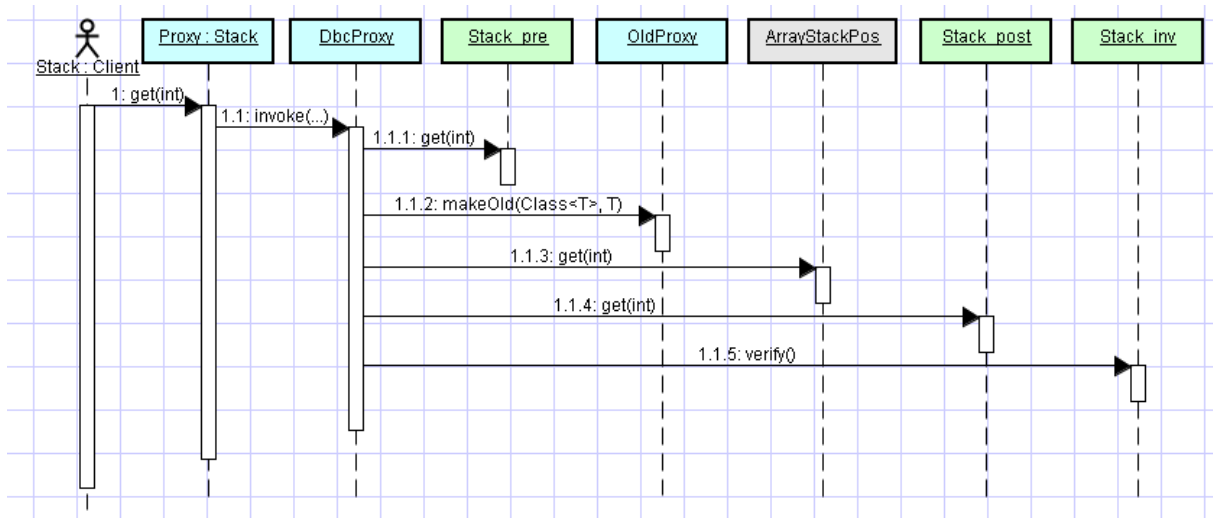 Proxy : Stack
DbcProxy
Stack_pre
OldProxy
ArrayStackPos
Stack_post
Stack_inv
Stack : Client
1: get(int)
1.1: invoke(...)
1.1.1: get(int)
1.1.2: makeOld(Class<T>, T)
1.1.3: get(int)
1.1.4: get(int)
1.1.5: verify()